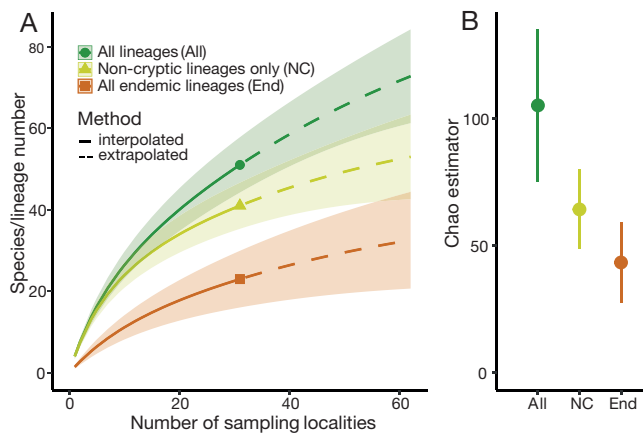 A
Species/lineage number
80
60
40
20
0
All lineages (All)
Non-cryptic lineages only (NC)
All endemic lineages (End)
Method
interpolated
extrapolated
0
20
40
60
Number of sampling localities
B
Chao estimator
100
50
0
All
NC
End